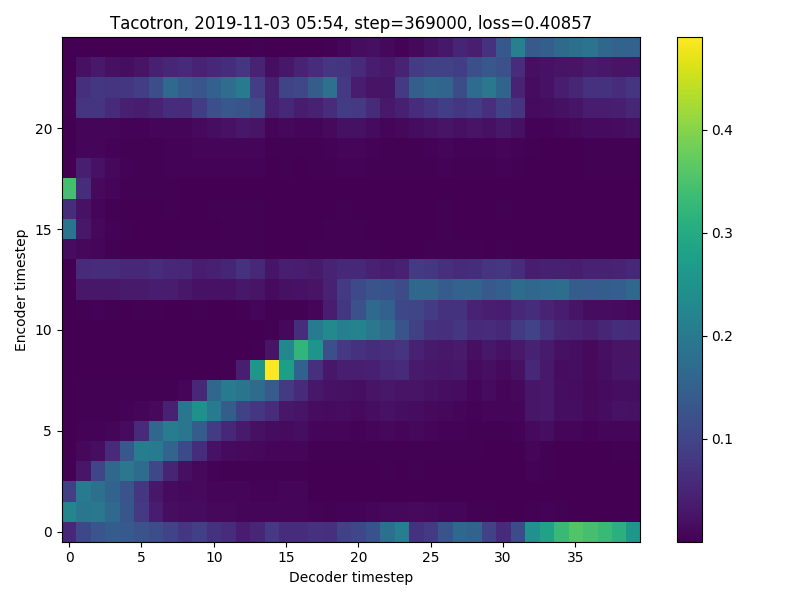 Tacotron, 2019-11-03 05:54, step=369000, loss=0.40857
Encoder timestep
20
15
10
5
0
0 5 10 15 20 25 30 35
Decoder timestep
0.4
0.3
0.2
0.1